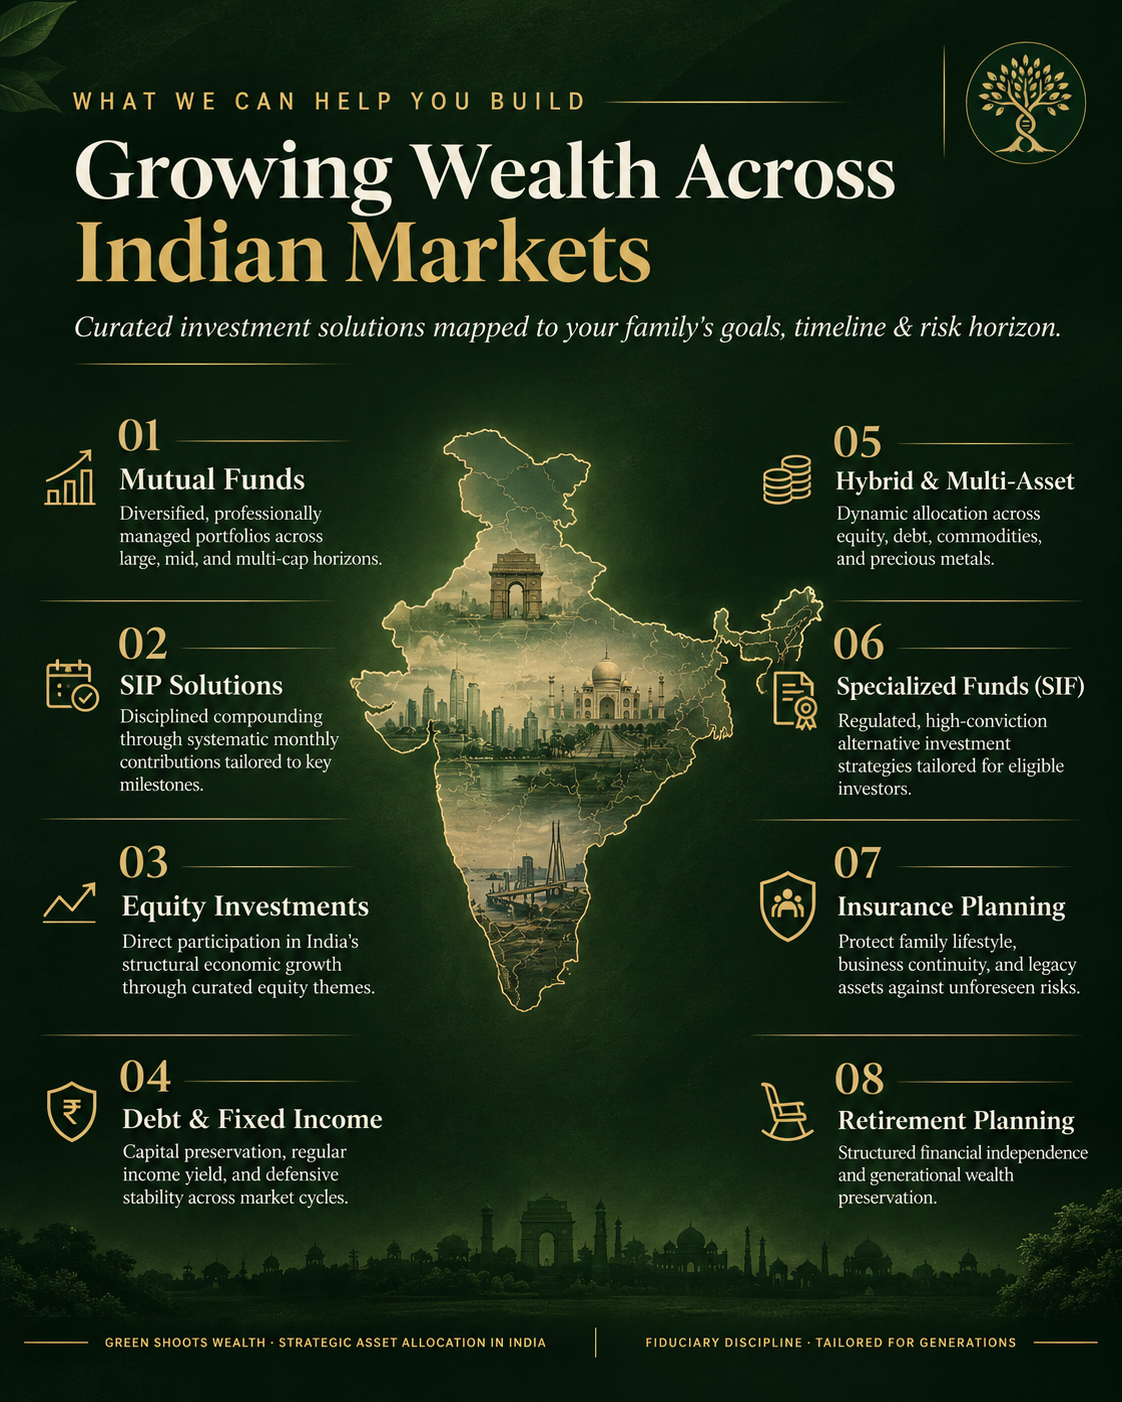 WHAT WE CAN HELP YOU BUILD
Growing Wealth Across
Indian Markets
Curated investment solutions mapped to your family's goals, timeline & risk horizon.
01
Mutual Funds
Diversified, professionally
managed portfolios across
large, mid, and multi-cap horizons.
02
SIP Solutions
Disciplined compounding
through systematic monthly
contributions tailored to key
milestones.
03
Equity Investments
Direct participation in India's
structural economic growth
through curated equity themes.
04
₹
Debt & Fixed Income
Capital preservation, regular
income yield, and defensive
stability across market cycles.
05
Hybrid & Multi-Asset
Dynamic allocation across
equity, debt, commodities,
and precious metals.
06
Specialized Funds (SIF)
Regulated, high-conviction
alternative investment
strategies tailored for eligible
investors.
07
Insurance Planning
Protect family lifestyle,
business continuity, and legacy
assets against unforeseen risks.
08
Retirement Planning
Structured financial independence
and generational wealth
preservation.
GREEN SHOOTS WEALTH · STRATEGIC ASSET ALLOCATION IN INDIA
FIDUCIARY DISCIPLINE · TAILORED FOR GENERATIONS